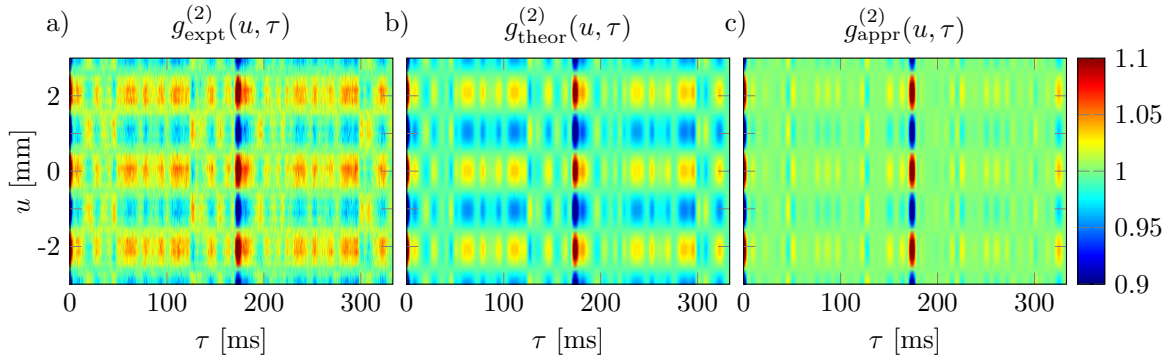 a) g^{(2)}_{expt}(u, τ) b) g^{(2)}_{theor}(u, τ) c) g^{(2)}_{appr}(u, τ)
1.1
2
1.05
u [mm]
0
1
-2
0.95
0.9
0 100 200 300 0 100 200 300 0 100 200 300
τ [ms] τ [ms] τ [ms]